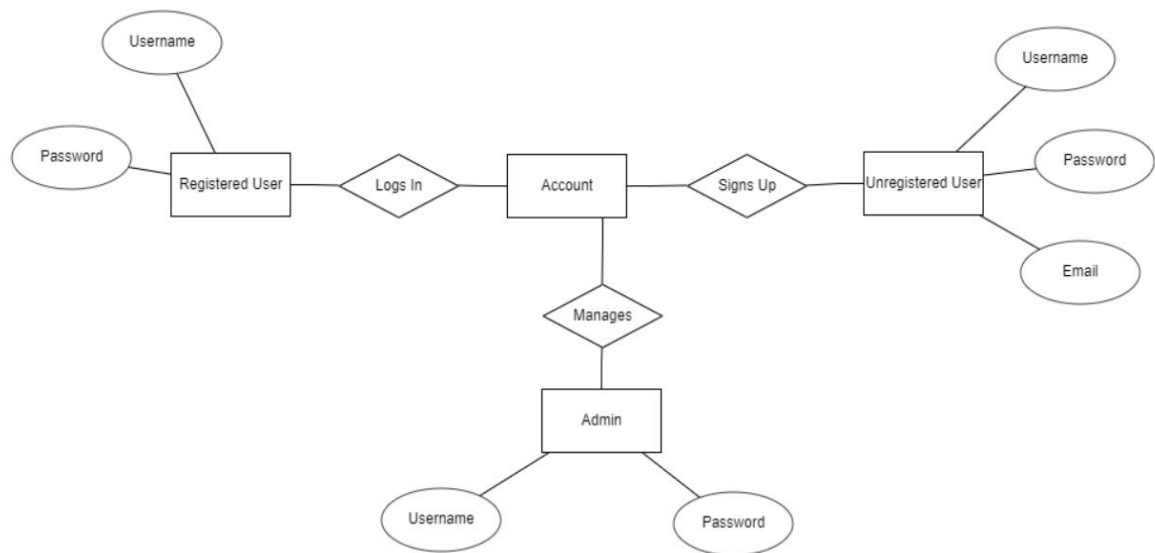 Username
Username
Password
Password
Registered User
Logs In
Account
Signs Up
Unregistered User
Email
Manages
Admin
Username
Password